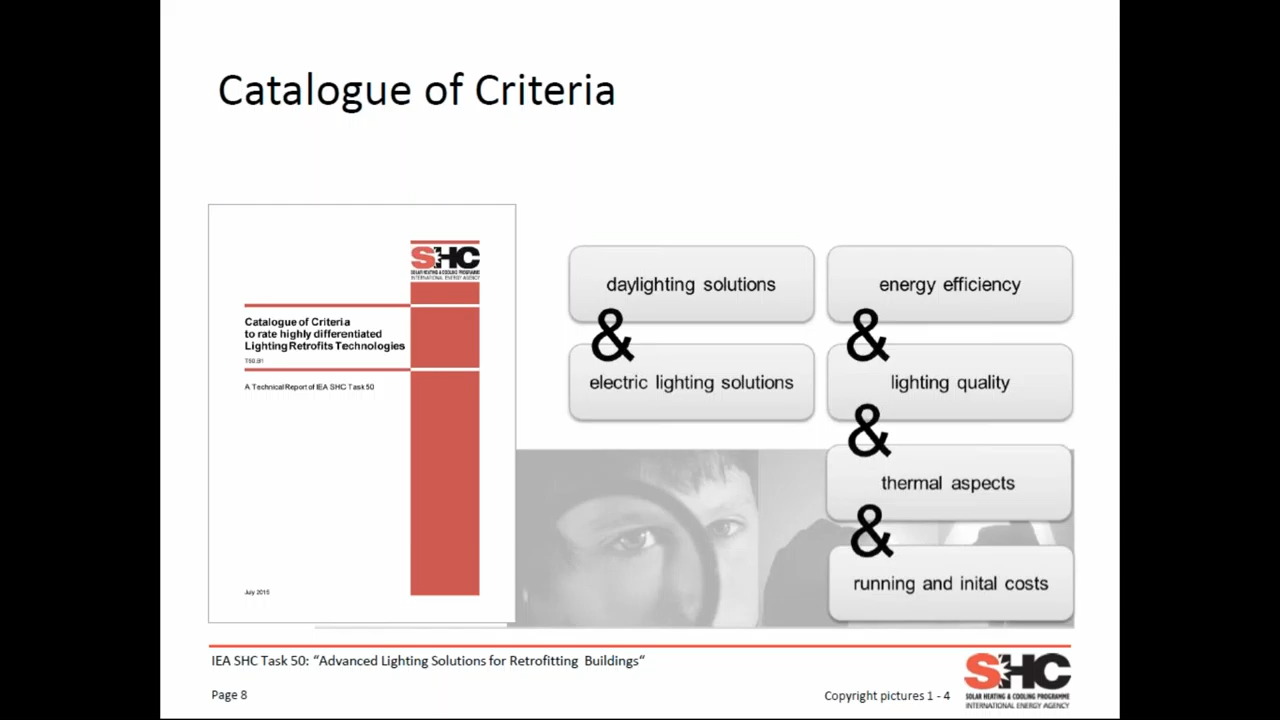 Catalogue of Criteria
SHC
SOLAR HEATING & COOLING PROGRAMME
INTERNATIONAL ENERGY AGENCY
Catalogue of Criteria
to rate highly differentiated
Lighting Retrofits Technologies
T50.B1
A Technical Report of IEA SHC Task 50
July 2015
daylighting solutions
&
electric lighting solutions
energy efficiency
&
lighting quality
&
thermal aspects
&
running and inital costs
IEA SHC Task 50: “Advanced Lighting Solutions for Retrofitting Buildings“
Page 8
Copyright pictures 1 - 4
SHC
SOLAR HEATING & COOLING PROGRAMME
INTERNATIONAL ENERGY AGENCY